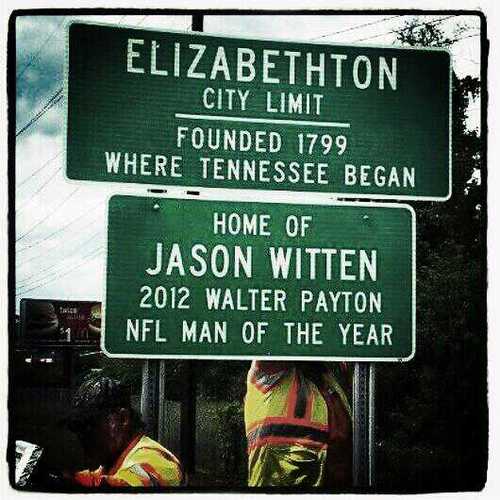 ELIZABETHTON
CITY LIMIT
FOUNDED 1799
WHERE TENNESSEE BEGAN
HOME OF
JASON WITTEN
2012 WALTER PAYTON
NFL MAN OF THE YEAR
$1